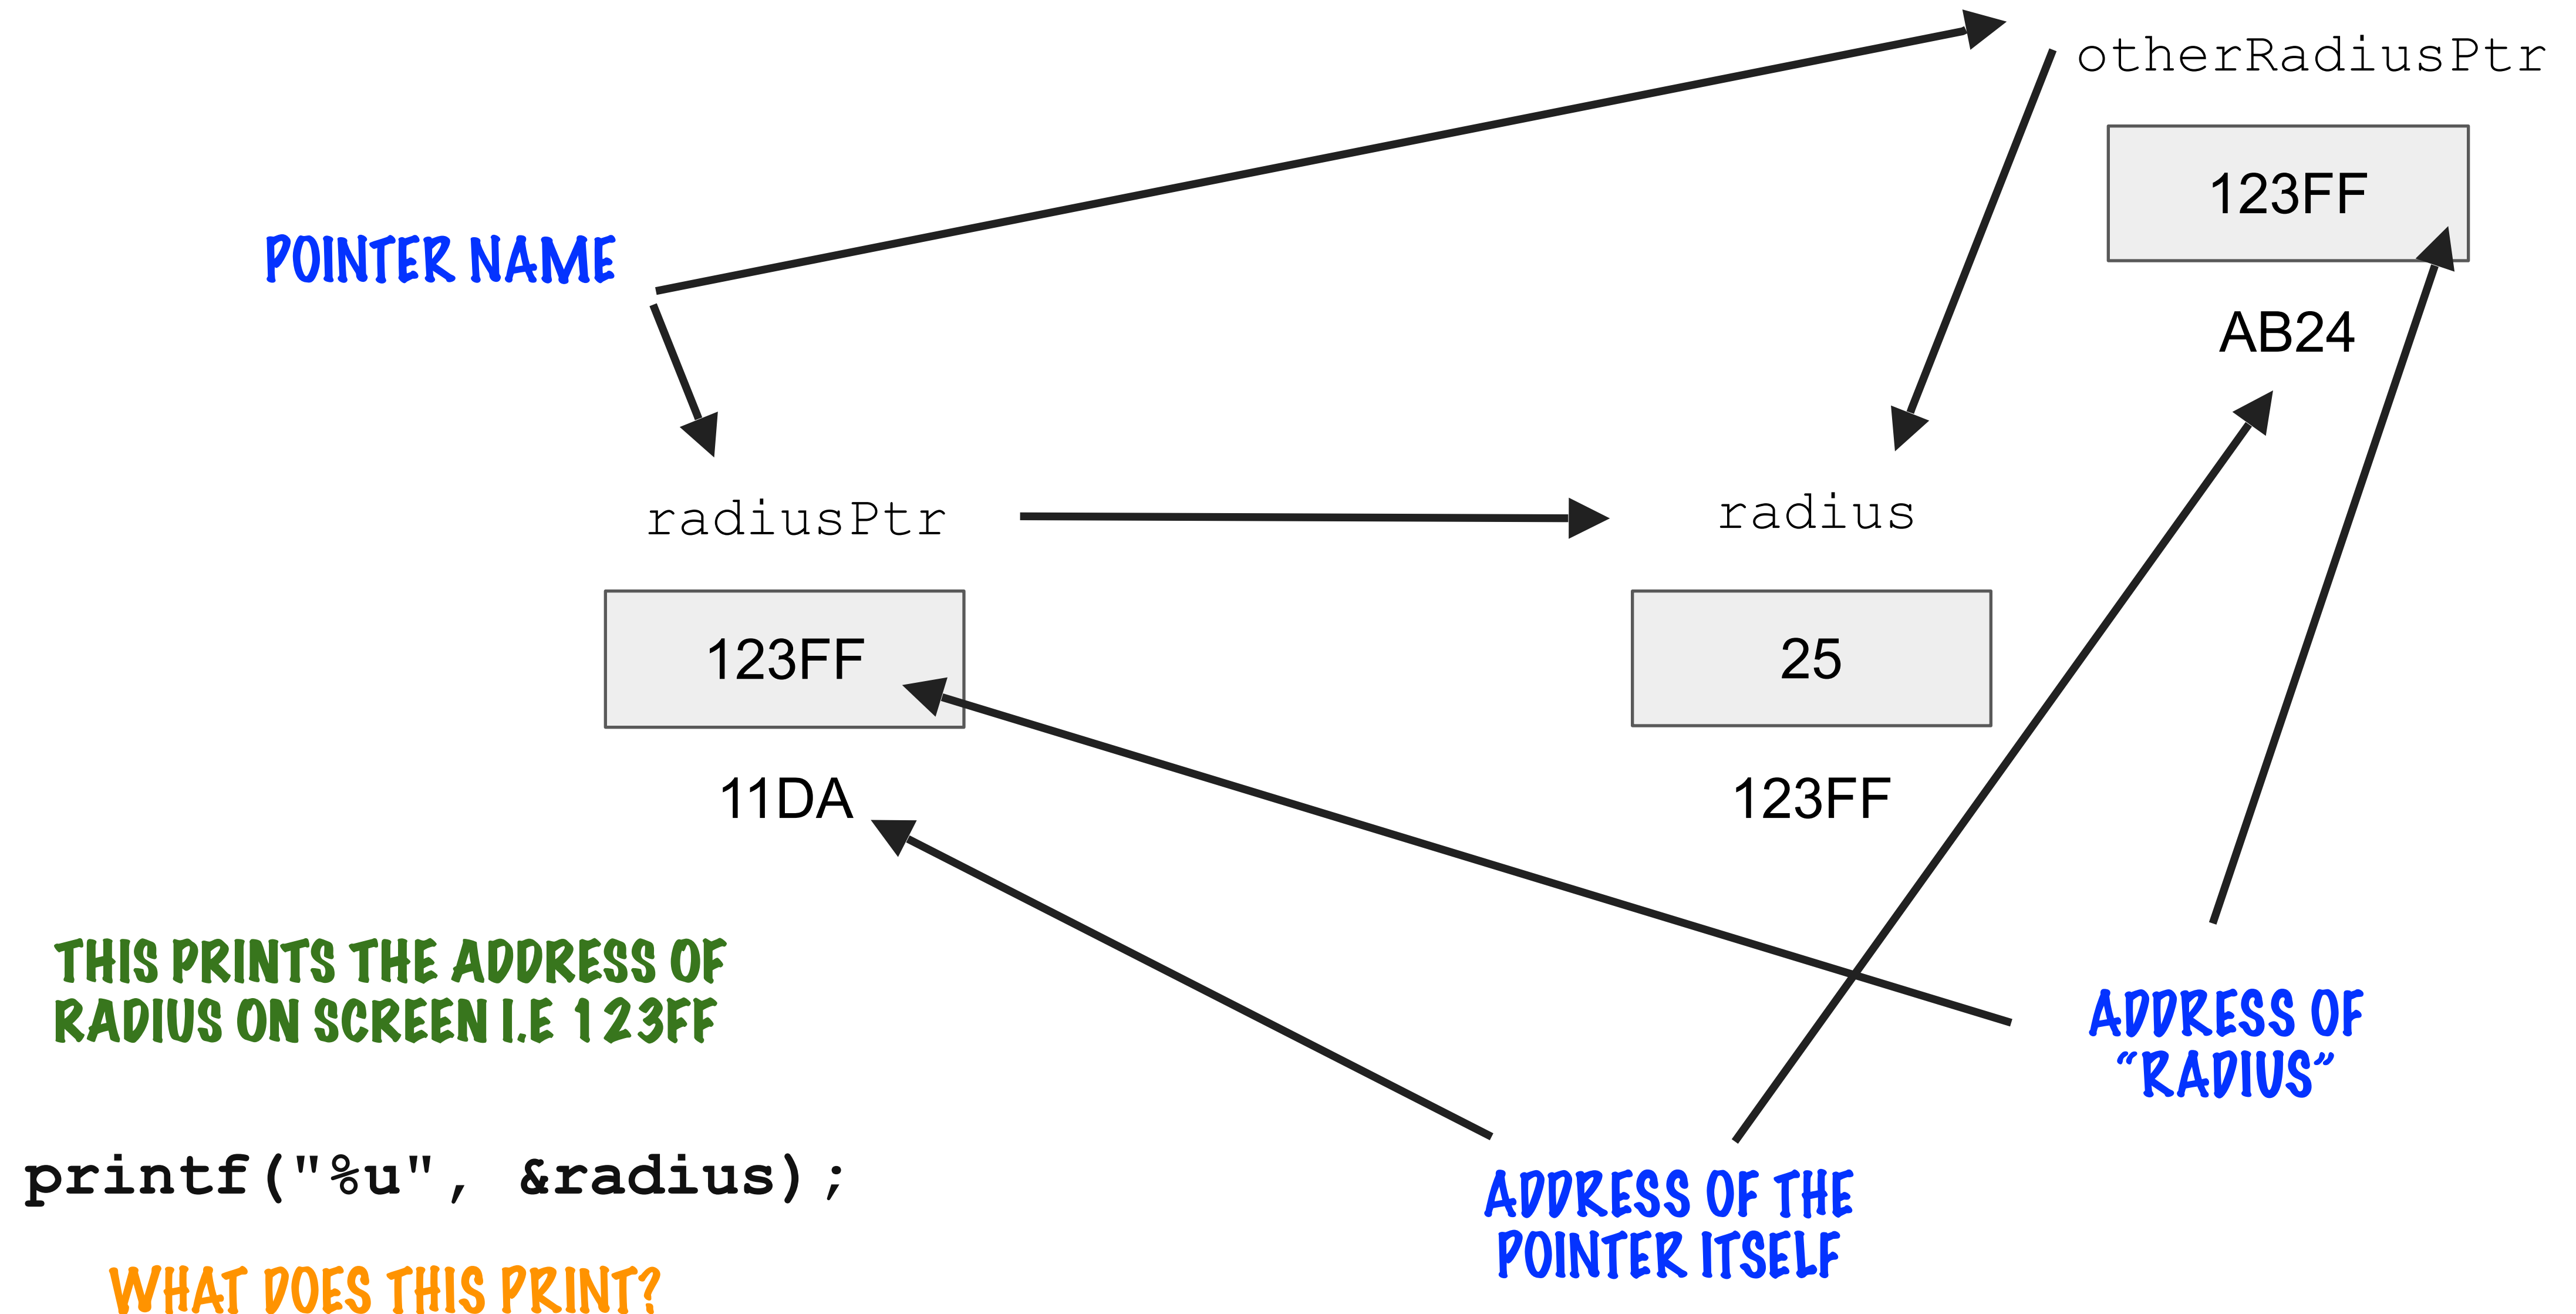 otherRadiusPtr
123FF
AB24
POINTER NAME
radiusPtr
radius
123FF
25
11DA
123FF
THIS PRINTS THE ADDRESS OF
RADIUS ON SCREEN I.E 123FF
ADDRESS OF
“RADIUS”
printf("%u", &radius);
ADDRESS OF THE
POINTER ITSELF
WHAT DOES THIS PRINT?